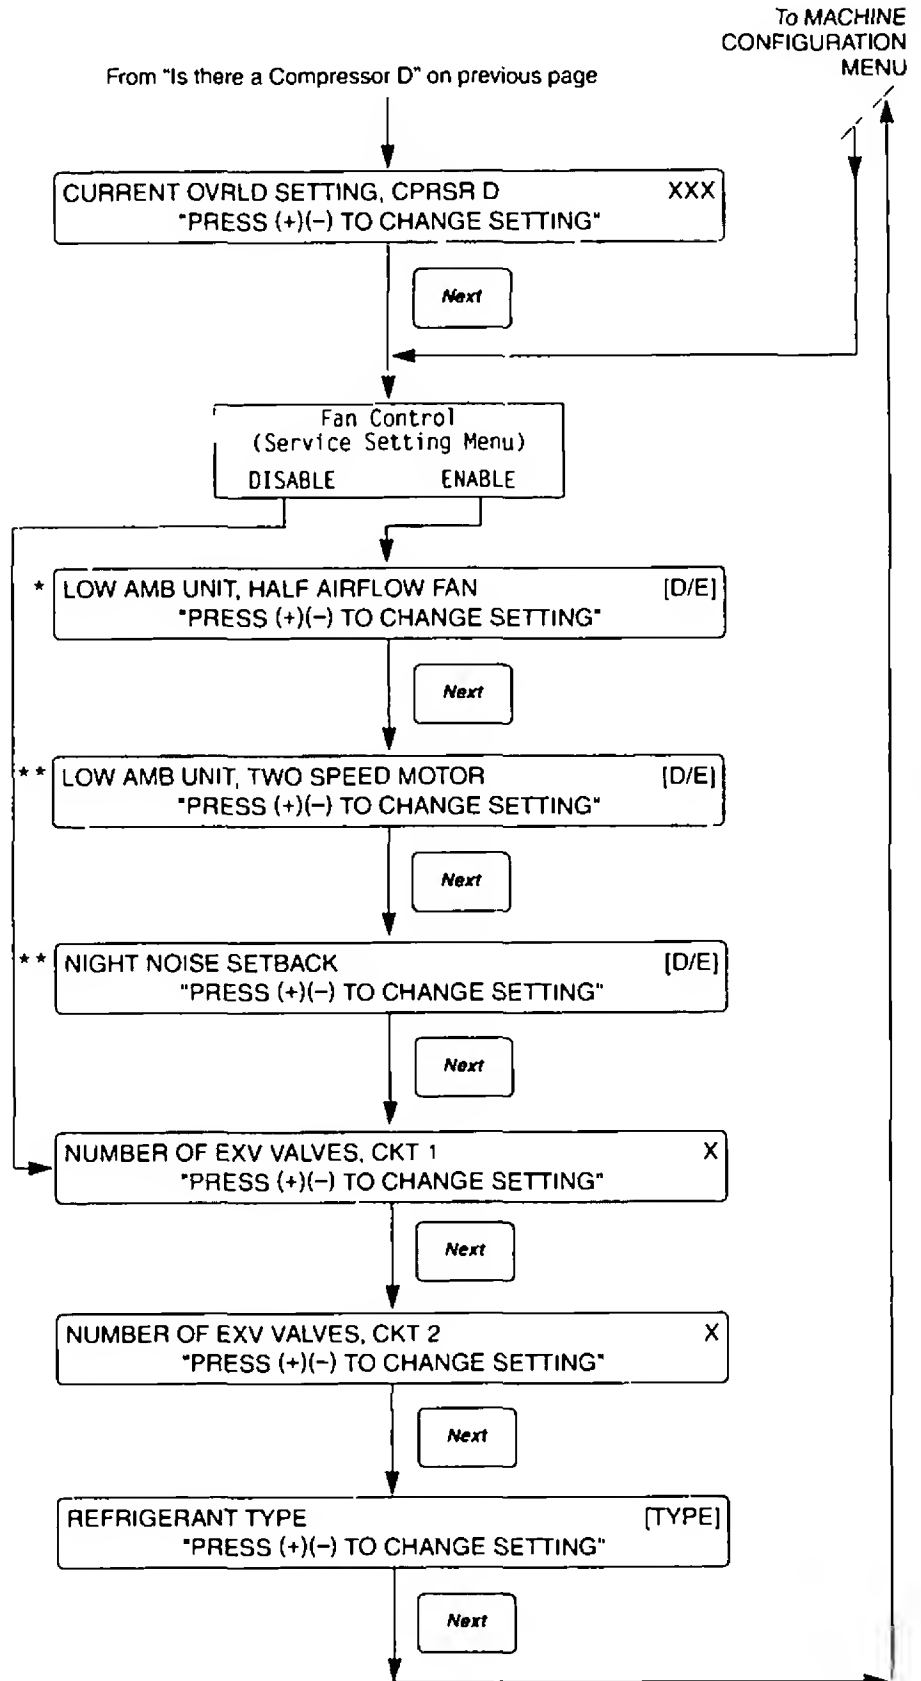 To MACHINE
CONFIGURATION
MENU
From "Is there a Compressor D" on previous page
CURRENT OVRLD SETTING, CPRSR D XXX
"PRESS (+)(−) TO CHANGE SETTING"
Next
Fan Control
(Service Setting Menu)
DISABLE ENABLE
* LOW AMB UNIT, HALF AIRFLOW FAN [D/E]
"PRESS (+)(−) TO CHANGE SETTING"
Next
** LOW AMB UNIT, TWO SPEED MOTOR [D/E]
"PRESS (+)(−) TO CHANGE SETTING"
Next
** NIGHT NOISE SETBACK [D/E]
"PRESS (+)(−) TO CHANGE SETTING"
Next
NUMBER OF EXV VALVES, CKT 1 X
"PRESS (+)(−) TO CHANGE SETTING"
Next
NUMBER OF EXV VALVES, CKT 2 X
"PRESS (+)(−) TO CHANGE SETTING"
Next
REFRIGERANT TYPE [TYPE]
"PRESS (+)(−) TO CHANGE SETTING"
Next